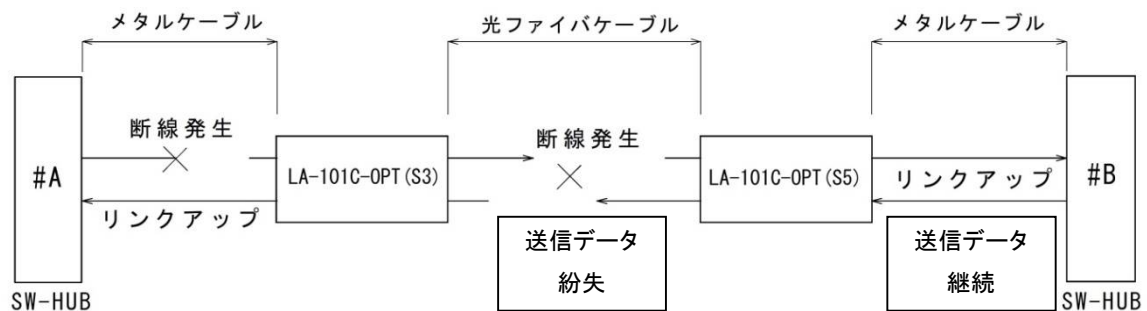 メタルケーブル
光ファイバケーブル
メタルケーブル
断線発生
断線発生
#A
LA-101C-OPT(S3)
LA-101C-OPT(S5)
#B
リンクアップ
リンクアップ
送信データ
紛失
送信データ
継続
SW-HUB
SW-HUB